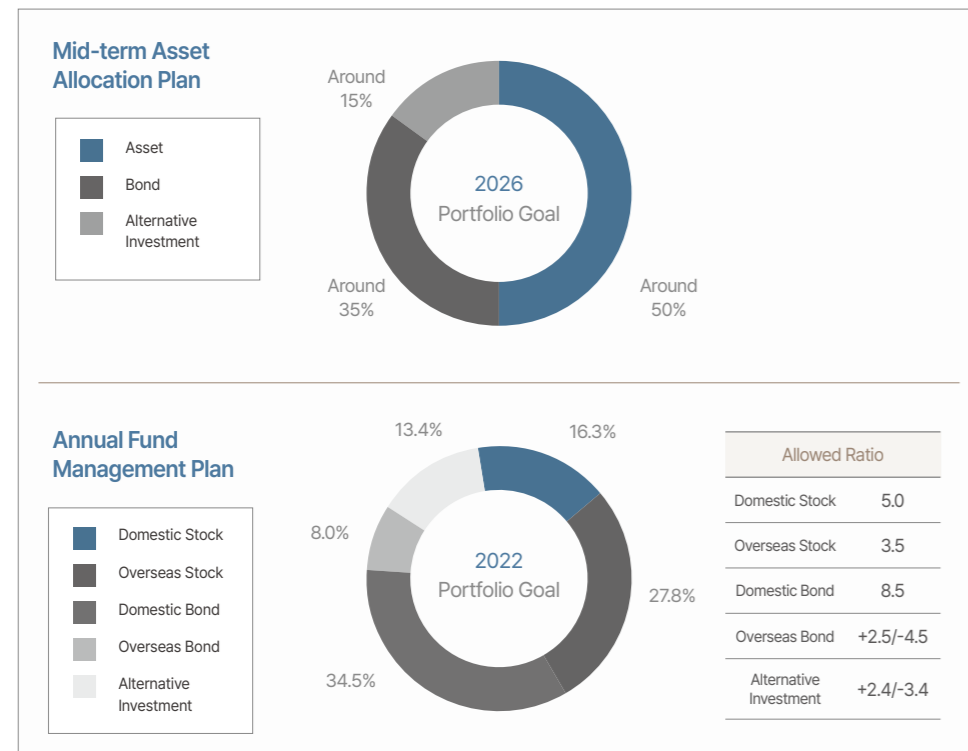 Mid-term Asset
Allocation Plan
Asset
Bond
Alternative
Investment
Around
15%
2026
Portfolio Goal
Around
35%
Around
50%
Annual Fund
Management Plan
Domestic Stock
Overseas Stock
Domestic Bond
Overseas Bond
Alternative
Investment
13.4%
16.3%
8.0%
2022
Portfolio Goal
27.8%
34.5%
Allowed Ratio
Domestic Stock 5.0
Overseas Stock 3.5
Domestic Bond 8.5
Overseas Bond +2.5/-4.5
Alternative
Investment +2.4/-3.4